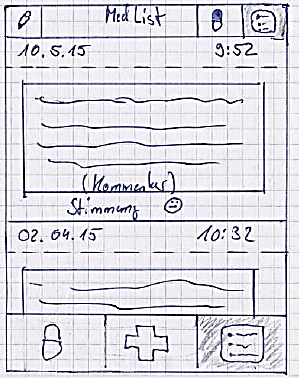 Med List
10.5.15 9:52
(Kommentar)
Stimmung
02.04.15 10:32